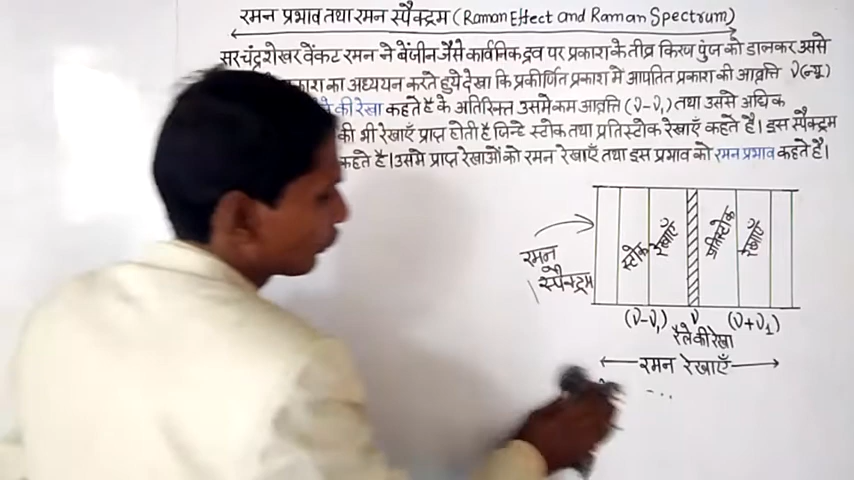 रमन प्रभाव तथा रमन स्पैक्ट्रम (Raman Effect and Raman Spectrum)
सर चंद्रशेखर वेंकट रमन ने बेंजीन जैसे कार्बनिक द्रव पर प्रकाश के तीव्र किरण पुंज को डालकर उससे
प्रकाश का अध्ययन करते हुये देखा कि प्रकीर्णित प्रकाश में आपतित प्रकाश की आवृत्ति ν(न्यू)
की रेखा कहते है के अतिरिक्त उसमे कम आवृत्ति (ν-ν₁) तथा उससे अधिक
की भी रेखाएँ प्राप्त होती है जिन्हे स्टोक तथा प्रतिस्टोक रेखाएँ कहते है। इस स्पैक्ट्रम
कहते है। उसमे प्राप्त रेखाओं को रमन रेखाएँ तथा इस प्रभाव को रमन प्रभाव कहते है।
रमन
स्पैक्ट्रम
स्टोक रेखाएँ
प्रतिस्टोक रेखाएँ
(ν-ν₁) ν (ν+ν₁)
रैले की रेखा
रमन रेखाएँ